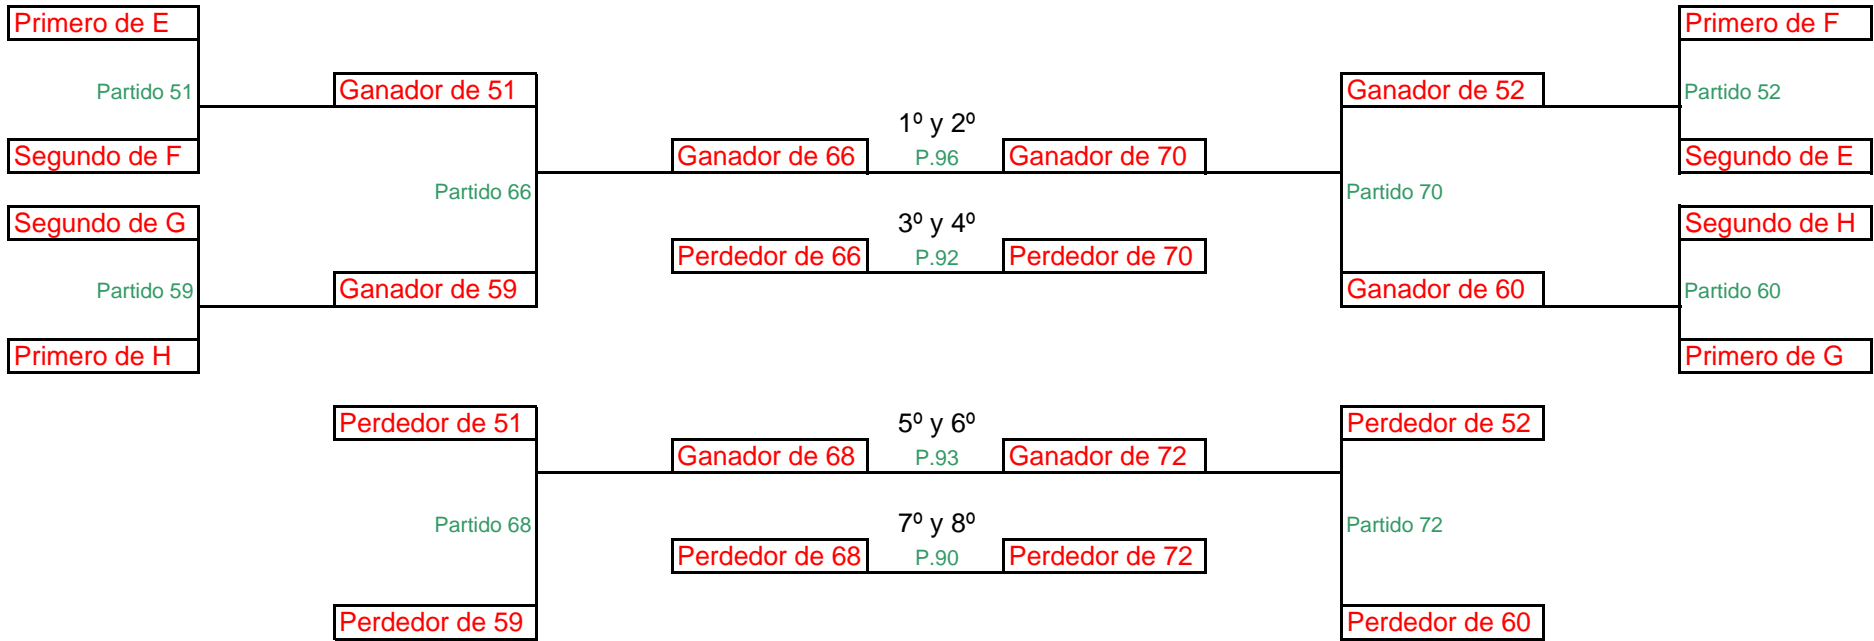 Primero de E
Primero de F
Partido 51
Ganador de 51
Ganador de 52
Partido 52
1º y 2º
Segundo de F
Ganador de 66
P.96
Ganador de 70
Segundo de E
Partido 66
Partido 70
Segundo de G
3º y 4º
Segundo de H
Perdedor de 66
P.92
Perdedor de 70
Partido 59
Ganador de 59
Ganador de 60
Partido 60
Primero de H
Primero de G
Perdedor de 51
5º y 6º
Perdedor de 52
Ganador de 68
P.93
Ganador de 72
Partido 68
7º y 8º
Partido 72
Perdedor de 68
P.90
Perdedor de 72
Perdedor de 59
Perdedor de 60